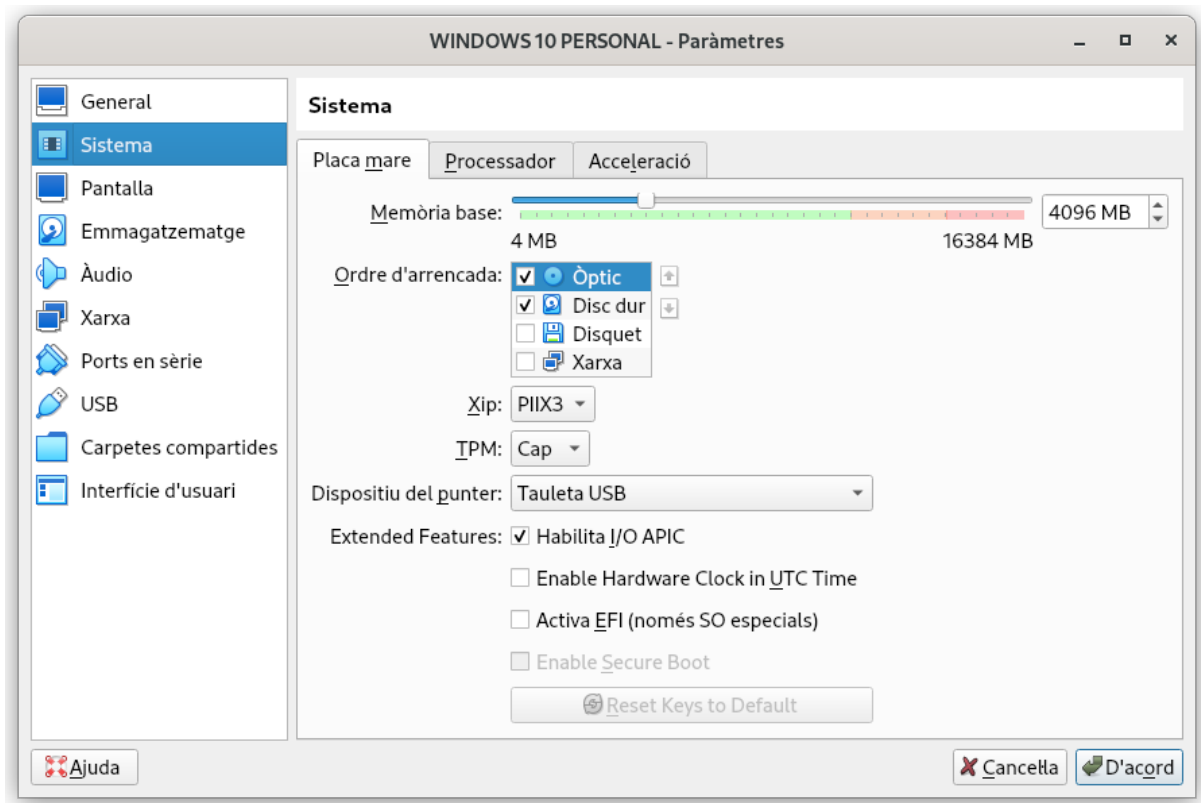 WINDOWS 10 PERSONAL - Paràmetres
General
Sistema
Pantalla
Emmagatzematge
Àudio
Xarxa
Ports en sèrie
USB
Carpetes compartides
Interfície d'usuari
Sistema
Placa mare Processador Acceleració
Memòria base: 4096 MB
4 MB 16384 MB
Ordre d'arrencada: Òptic
Disc dur
Disquet
Xarxa
Xip: PIIX3
TPM: Cap
Dispositiu del punter: Tauleta USB
Extended Features: Habilita I/O APIC
Enable Hardware Clock in UTC Time
Activa EFI (només SO especials)
Enable Secure Boot
Reset Keys to Default
Ajuda Canceŀla D'acord